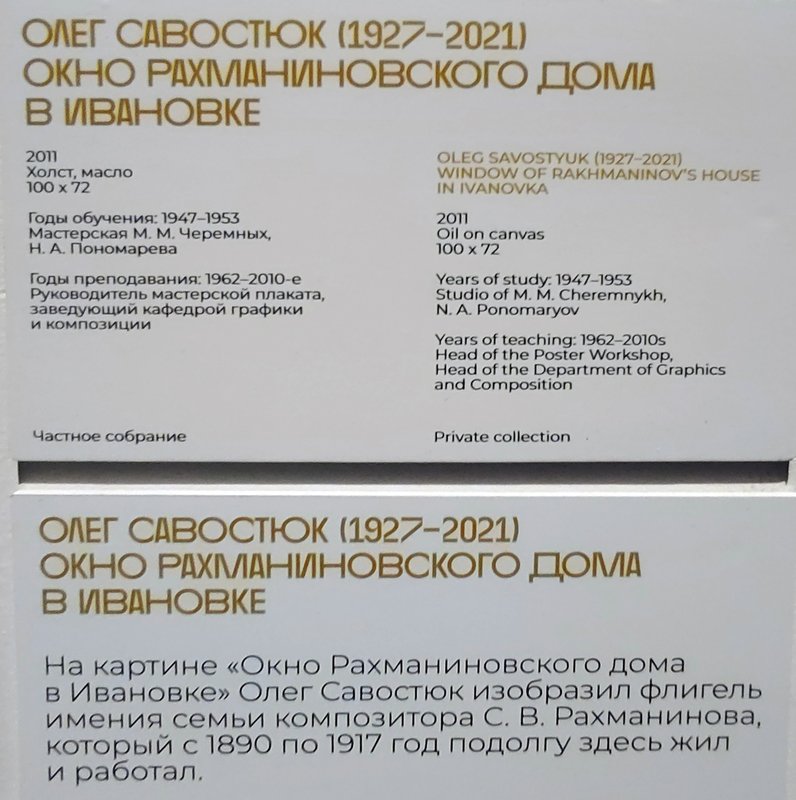 ОЛЕГ САВОСТЮК (1927–2021)
ОКНО РАХМАНИНОВСКОГО ДОМА
В ИВАНОВКЕ
2011
Холст, масло
100 x 72
Годы обучения: 1947–1953
Мастерская М. М. Черемных,
Н. А. Пономарева
Годы преподавания: 1962–2010-е
Руководитель мастерской плаката,
заведующий кафедрой графики
и композиции
Частное собрание
OLEG SAVOSTYUK (1927–2021)
WINDOW OF RAKHMANINOV'S HOUSE
IN IVANOVKA
2011
Oil on canvas
100 x 72
Years of study: 1947–1953
Studio of M. M. Cheremnykh,
N. A. Ponomaryov
Years of teaching: 1962–2010s
Head of the Poster Workshop,
Head of the Department of Graphics
and Composition
Private collection
ОЛЕГ САВОСТЮК (1927–2021)
ОКНО РАХМАНИНОВСКОГО ДОМА
В ИВАНОВКЕ
На картине «Окно Рахманиновского дома
в Ивановке» Олег Савостюк изобразил флигель
имения семьи композитора С. В. Рахманинова,
который с 1890 по 1917 год подолгу здесь жил
и работал.